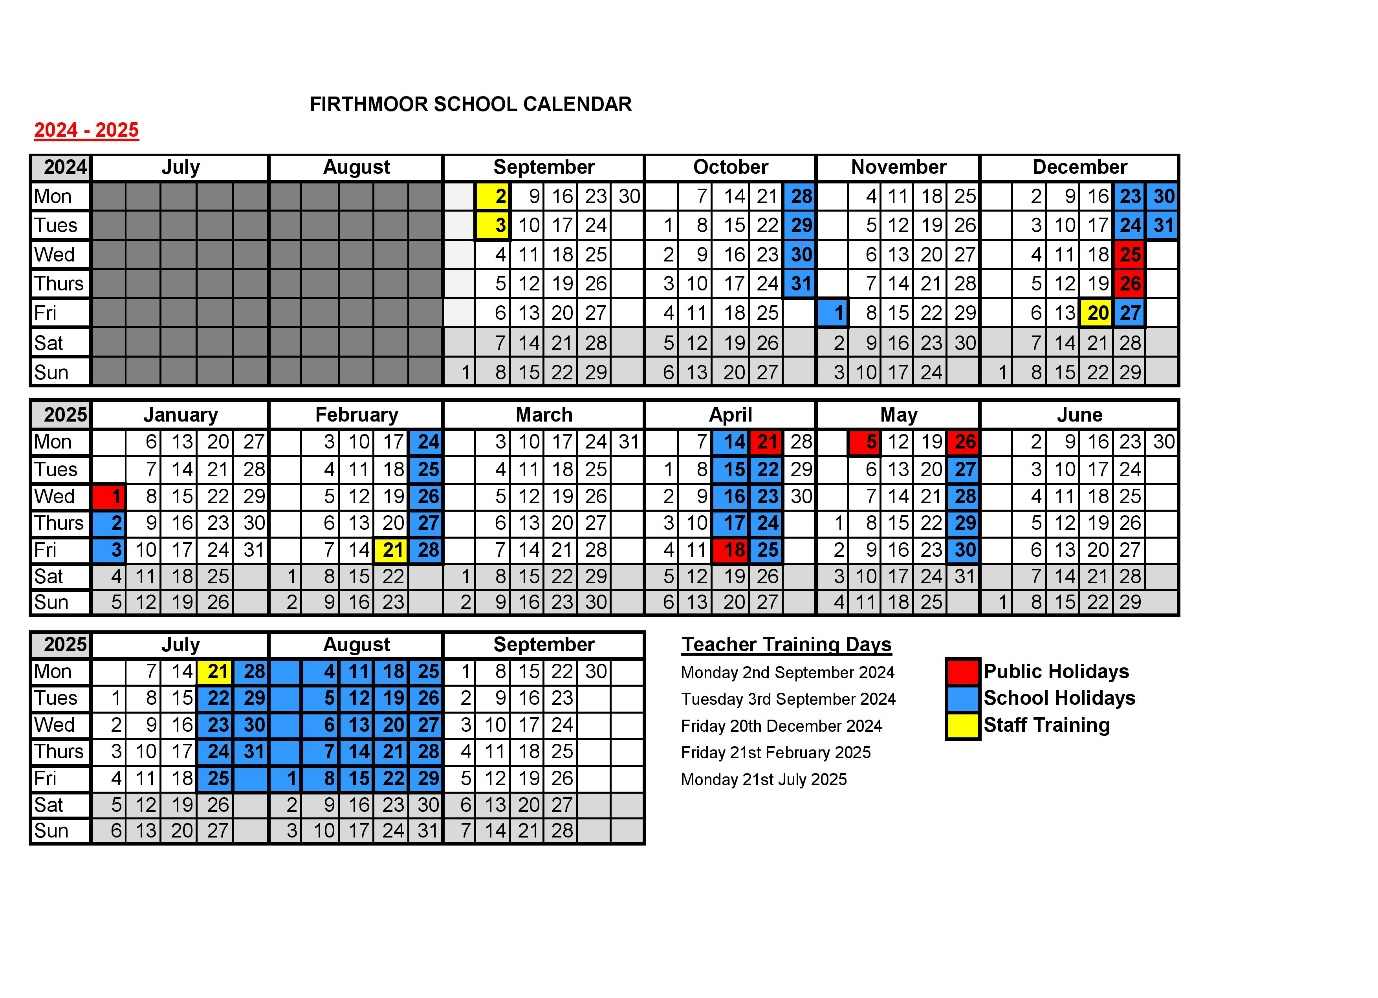 FIRTHMOOR SCHOOL CALENDAR
2024 - 2025
2024 July August September October November December
Mon 2 9 16 23 30 7 14 21 28 4 11 18 25 2 9 16 23 30
Tues 3 10 17 24 1 8 15 22 29 5 12 19 26 3 10 17 24 31
Wed 4 11 18 25 2 9 16 23 30 6 13 20 27 4 11 18 25
Thurs 5 12 19 26 3 10 17 24 31 7 14 21 28 5 12 19 26
Fri 6 13 20 27 4 11 18 25 1 8 15 22 29 6 13 20 27
Sat 7 14 21 28 5 12 19 26 2 9 16 23 30 7 14 21 28
Sun 1 8 15 22 29 6 13 20 27 3 10 17 24 1 8 15 22 29
2025 January February March April May June
Mon 6 13 20 27 3 10 17 24 3 10 17 24 31 7 14 21 28 5 12 19 26 2 9 16 23 30
Tues 7 14 21 28 4 11 18 25 4 11 18 25 1 8 15 22 29 6 13 20 27 3 10 17 24
Wed 1 8 15 22 29 5 12 19 26 5 12 19 26 2 9 16 23 30 7 14 21 28 4 11 18 25
Thurs 2 9 16 23 30 6 13 20 27 6 13 20 27 3 10 17 24 1 8 15 22 29 5 12 19 26
Fri 3 10 17 24 31 7 14 21 28 7 14 21 28 4 11 18 25 2 9 16 23 30 6 13 20 27
Sat 4 11 18 25 1 8 15 22 1 8 15 22 29 5 12 19 26 3 10 17 24 31 7 14 21 28
Sun 5 12 19 26 2 9 16 23 2 9 16 23 30 6 13 20 27 4 11 18 25 1 8 15 22 29
2025 July August September
Mon 7 14 21 28 4 11 18 25 1 8 15 22 30
Tues 1 8 15 22 29 5 12 19 26 2 9 16 23
Wed 2 9 16 23 30 6 13 20 27 3 10 17 24
Thurs 3 10 17 24 31 7 14 21 28 4 11 18 25
Fri 4 11 18 25 1 8 15 22 29 5 12 19 26
Sat 5 12 19 26 2 9 16 23 30 6 13 20 27
Sun 6 13 20 27 3 10 17 24 31 7 14 21 28
Teacher Training Days
Monday 2nd September 2024
Tuesday 3rd September 2024
Friday 20th December 2024
Friday 21st February 2025
Monday 21st July 2025
Public Holidays
School Holidays
Staff Training